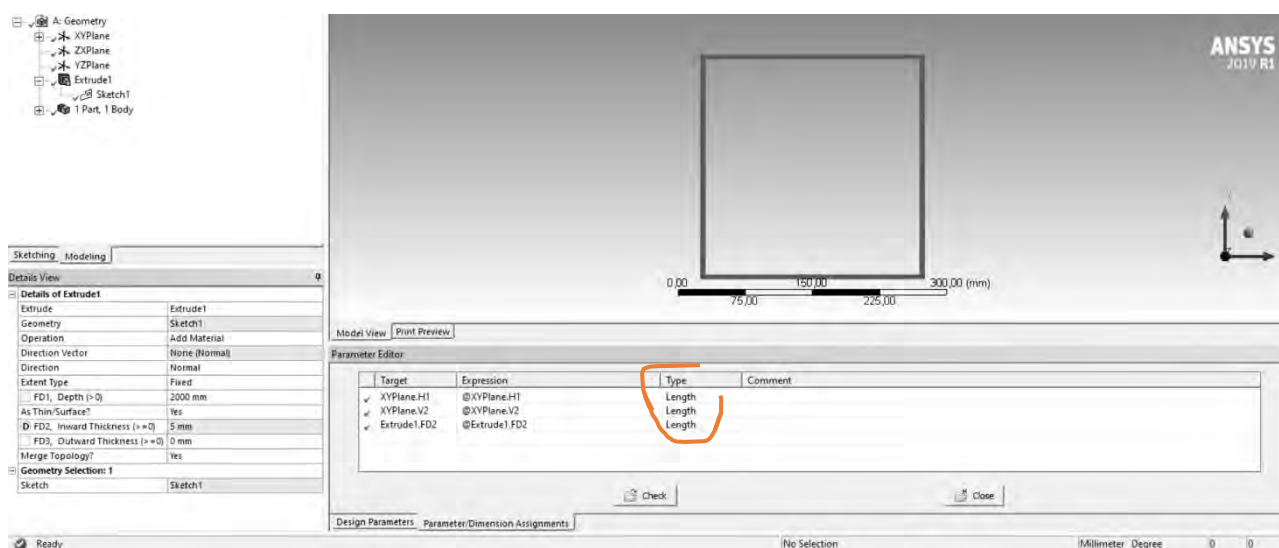 A: Geometry
XYPlane
ZXPlane
YZPlane
Extrude1
Sketch1
1 Part, 1 Body
ANSYS
2019 R1
0,00 150,00 300,00 (mm)
75,00 225,00
Sketching Modeling
Details View
Details of Extrude1
Extrude Extrude1
Geometry Sketch1
Operation Add Material
Direction Vector None (Normal)
Direction Normal
Extent Type Fixed
FD1, Depth (>0) 2000 mm
As Thin/Surface? Yes
D FD2, Inward Thickness (>=0) 5 mm
FD3, Outward Thickness (>=0) 0 mm
Merge Topology? Yes
Geometry Selection: 1
Sketch Sketch1
Model View Print Preview
Parameter Editor
Target Expression Type Comment
XYPlane.H1 @XYPlane.H1 Length
XYPlane.V2 @XYPlane.V2 Length
Extrude1.FD2 @Extrude1.FD2 Length
Check Close
Design Parameters Parameter/Dimension Assignments
Ready No Selection Millimeter Degree 0 0